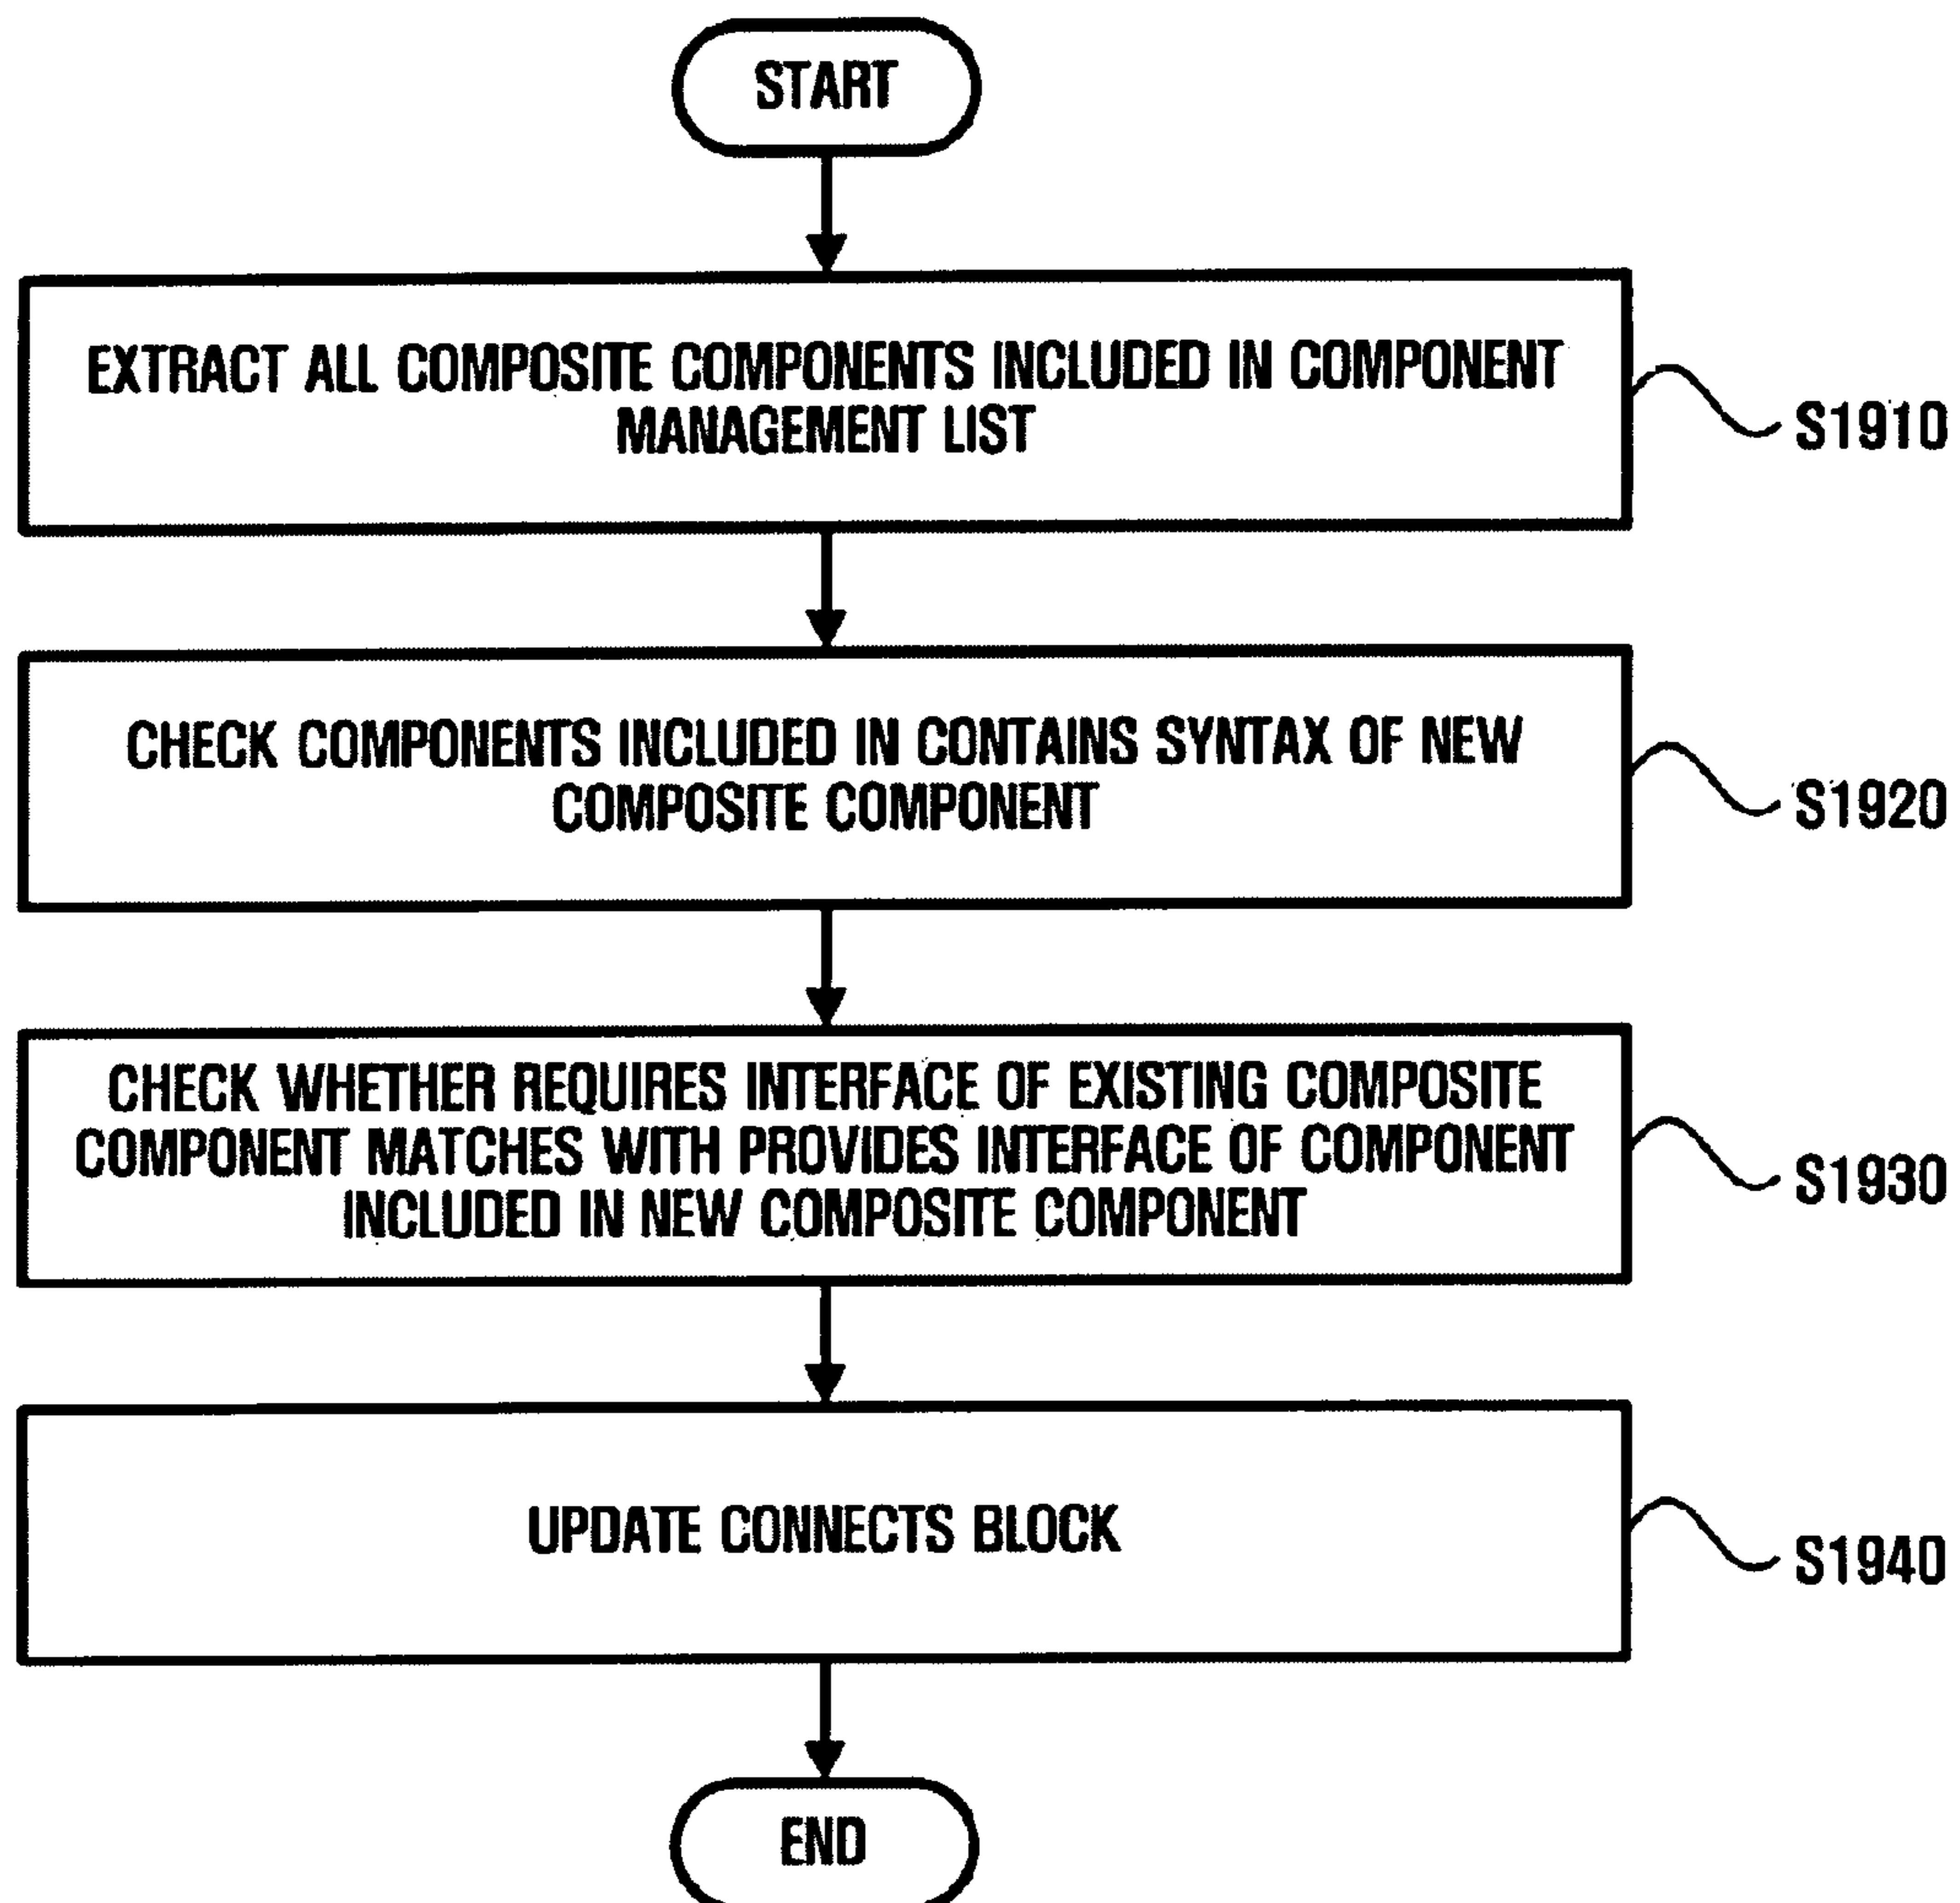 START
EXTRACT ALL COMPOSITE COMPONENTS INCLUDED IN COMPONENT
MANAGEMENT LIST
S1910
CHECK COMPONENTS INCLUDED IN CONTAINS SYNTAX OF NEW
COMPOSITE COMPONENT
S1920
CHECK WHETHER REQUIRES INTERFACE OF EXISTING COMPOSITE
COMPONENT MATCHES WITH PROVIDES INTERFACE OF COMPONENT
INCLUDED IN NEW COMPOSITE COMPONENT
S1930
UPDATE CONNECTS BLOCK
S1940
END